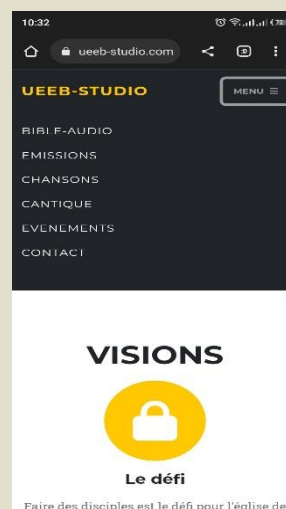 10:32
ueeb-studio.com
UEEB-STUDIO
MENU
BIBLE-AUDIO
EMISSIONS
CHANSONS
CANTIQUE
EVENEMENTS
CONTACT
VISIONS
Le défi
Faire des disciples est le défi pour l'église de